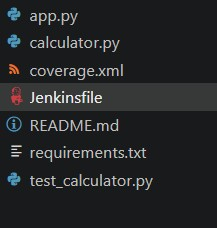 app.py
calculator.py
coverage.xml
Jenkinsfile
README.md
requirements.txt
test_calculator.py